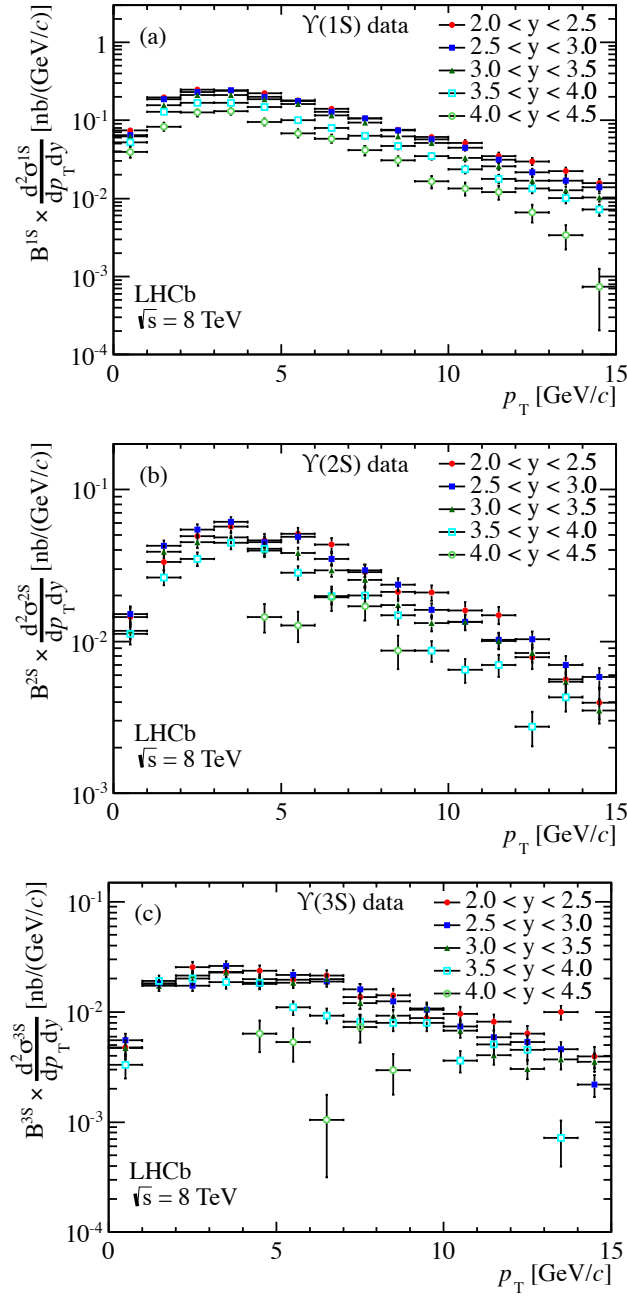 (a)
ϒ(1S) data
2.0 < y < 2.5
2.5 < y < 3.0
3.0 < y < 3.5
3.5 < y < 4.0
4.0 < y < 4.5
B^{1S} × d²σ^{1S}/dp_T dy [nb/(GeV/c)]
1
10^{-1}
10^{-2}
10^{-3}
10^{-4}
LHCb
√s = 8 TeV
0 5 10 15
p_T [GeV/c]
(b)
ϒ(2S) data
2.0 < y < 2.5
2.5 < y < 3.0
3.0 < y < 3.5
3.5 < y < 4.0
4.0 < y < 4.5
B^{2S} × d²σ^{2S}/dp_T dy [nb/(GeV/c)]
10^{-1}
10^{-2}
10^{-3}
LHCb
√s = 8 TeV
0 5 10 15
p_T [GeV/c]
(c)
ϒ(3S) data
2.0 < y < 2.5
2.5 < y < 3.0
3.0 < y < 3.5
3.5 < y < 4.0
4.0 < y < 4.5
B^{3S} × d²σ^{3S}/dp_T dy [nb/(GeV/c)]
10^{-1}
10^{-2}
10^{-3}
10^{-4}
LHCb
√s = 8 TeV
0 5 10 15
p_T [GeV/c]